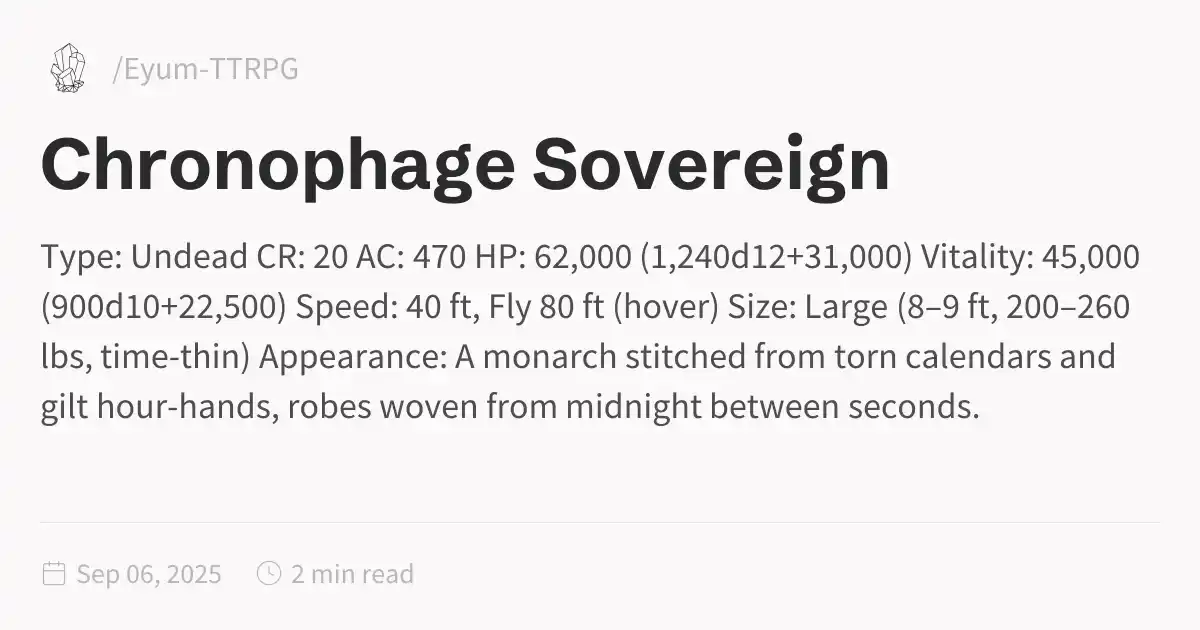 /Eyum-TTRPG
Chronophage Sovereign
Type: Undead CR: 20 AC: 470 HP: 62,000 (1,240d12+31,000) Vitality: 45,000
(900d10+22,500) Speed: 40 ft, Fly 80 ft (hover) Size: Large (8–9 ft, 200–260
lbs, time-thin) Appearance: A monarch stitched from torn calendars and
gilt hour-hands, robes woven from midnight between seconds.
Sep 06, 2025 2 min read